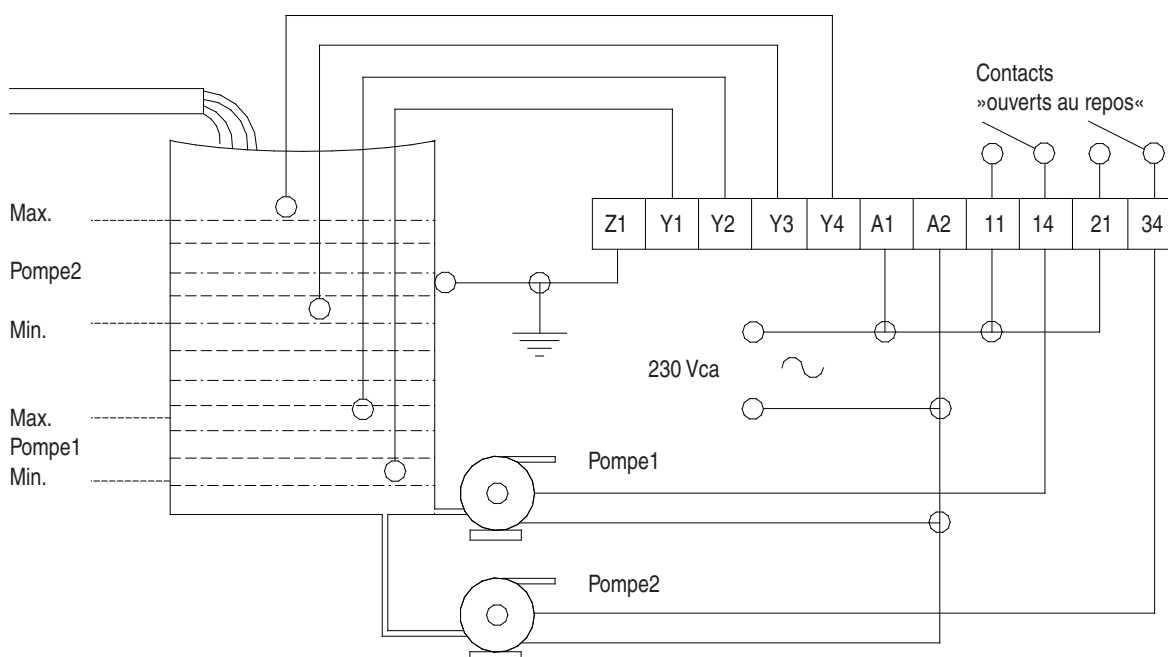 Contacts
»ouverts au repos«
Max.
Pompe2
Min.
Max.
Pompe1
Min.
Z1 Y1 Y2 Y3 Y4 A1 A2 11 14 21 34
230 Vca
Pompe1
Pompe2